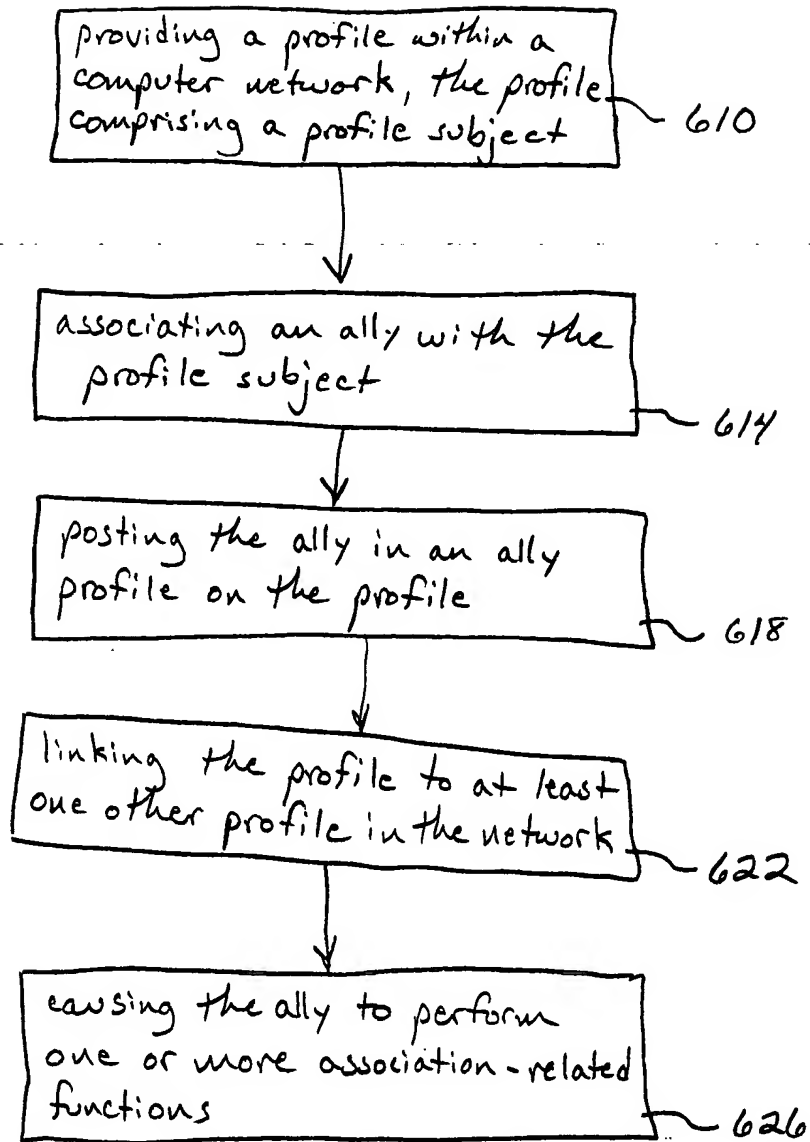 providing a profile within a
computer network, the profile
comprising a profile subject
610
associating an ally with the
profile subject
614
posting the ally in an ally
profile on the profile
618
linking the profile to at least
one other profile in the network
622
causing the ally to perform
one or more association-related
functions
626